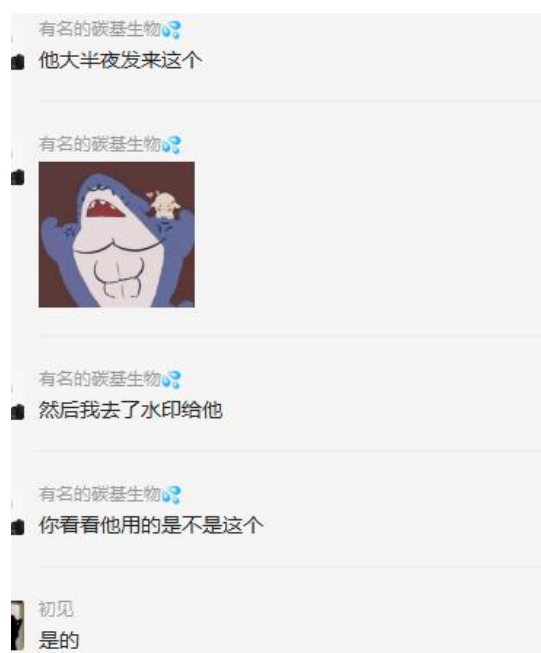 有名的碳基生物💦
他大半夜发来这个
有名的碳基生物💦
有名的碳基生物💦
然后我去了水印给他
有名的碳基生物💦
你看看他用的是不是这个
初见
是的